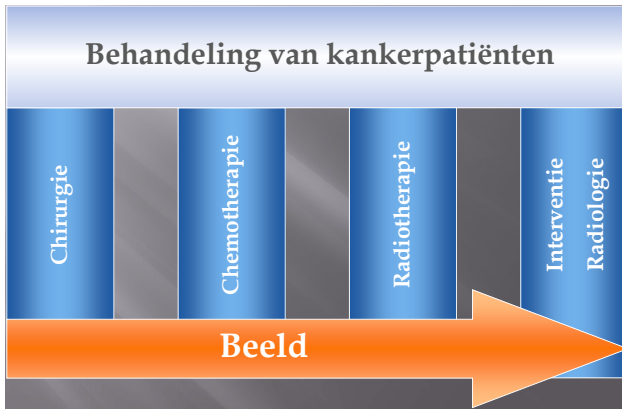 Behandeling van kankerpatiënten
Chirurgie
Chemotherapie
Radiotherapie
Interventie
Radiologie
Beeld